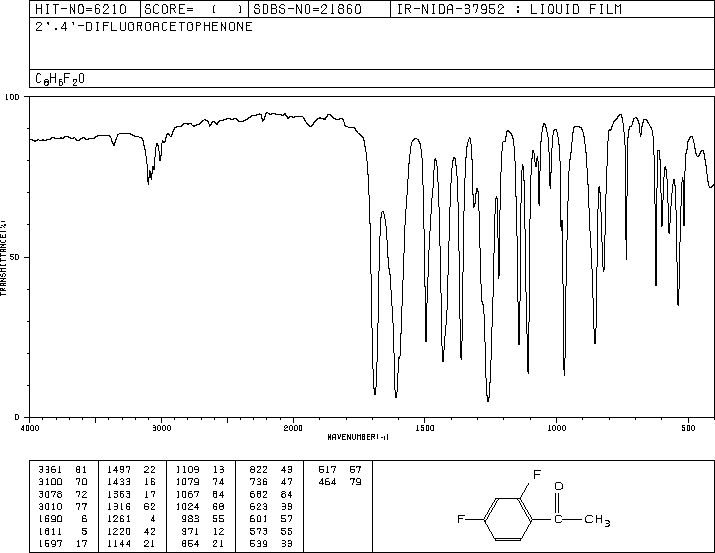 HIT-NO=6210 SCORE= ( ) SDBS-NO=21860 IR-NIDA-37952 : LIQUID FILM
2',4'-DIFLUOROACETOPHENONE
C8H6F2O
100
50
0
TRANSMITTANCE(%)
4000 3000 2000 1500 1000 500
WAVENUMBER(-1)
3361 81 1497 22 1109 13 822 43 517 57
3100 70 1433 16 1079 74 736 47 464 79
3078 72 1363 17 1067 64 682 84
3010 77 1316 62 1024 68 623 39
1690 6 1261 4 983 55 601 57
1611 5 1220 42 971 12 573 55
1597 17 1144 21 854 21 539 33
F
O
F
C
CH3